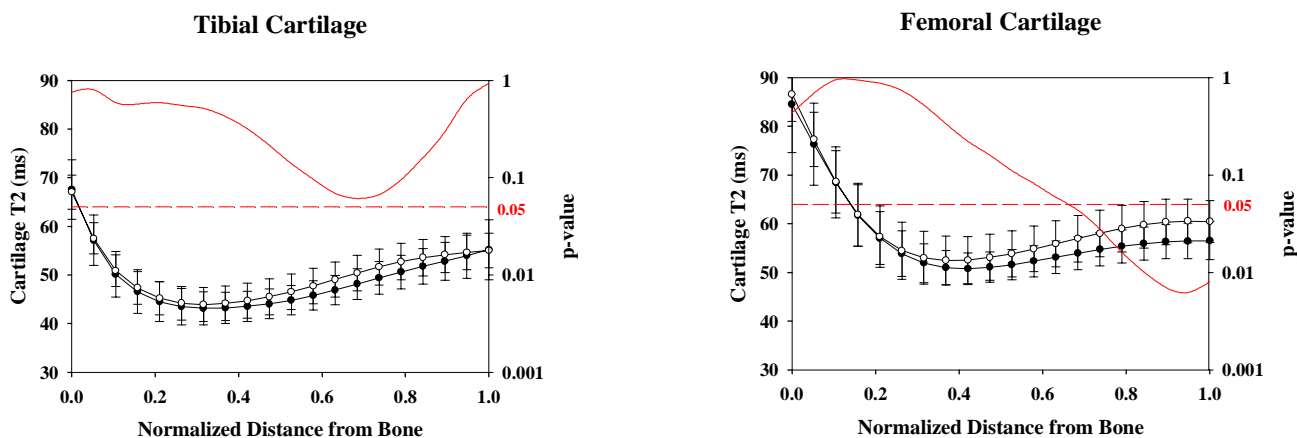 Tibial Cartilage
90
80
70
60
50
40
30
Cartilage T2 (ms)
1
0.1
0.05
0.01
0.001
p-value
0.0 0.2 0.4 0.6 0.8 1.0
Normalized Distance from Bone
Femoral Cartilage
90
80
70
60
50
40
30
Cartilage T2 (ms)
1
0.1
0.05
0.01
0.001
p-value
0.0 0.2 0.4 0.6 0.8 1.0
Normalized Distance from Bone